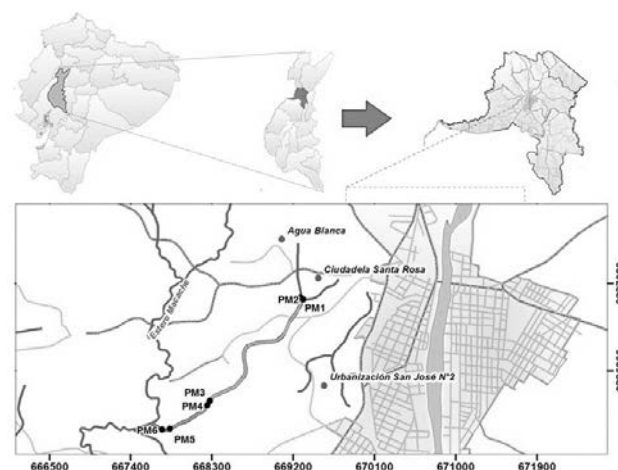 Agua Blanca
Ciudadela Santa Rosa
PM2
PM1
Estero Macache
Urbanización San José N°2
PM3
PM4
PM6
PM5
666500 667400 668300 669200 670100 671000 671900